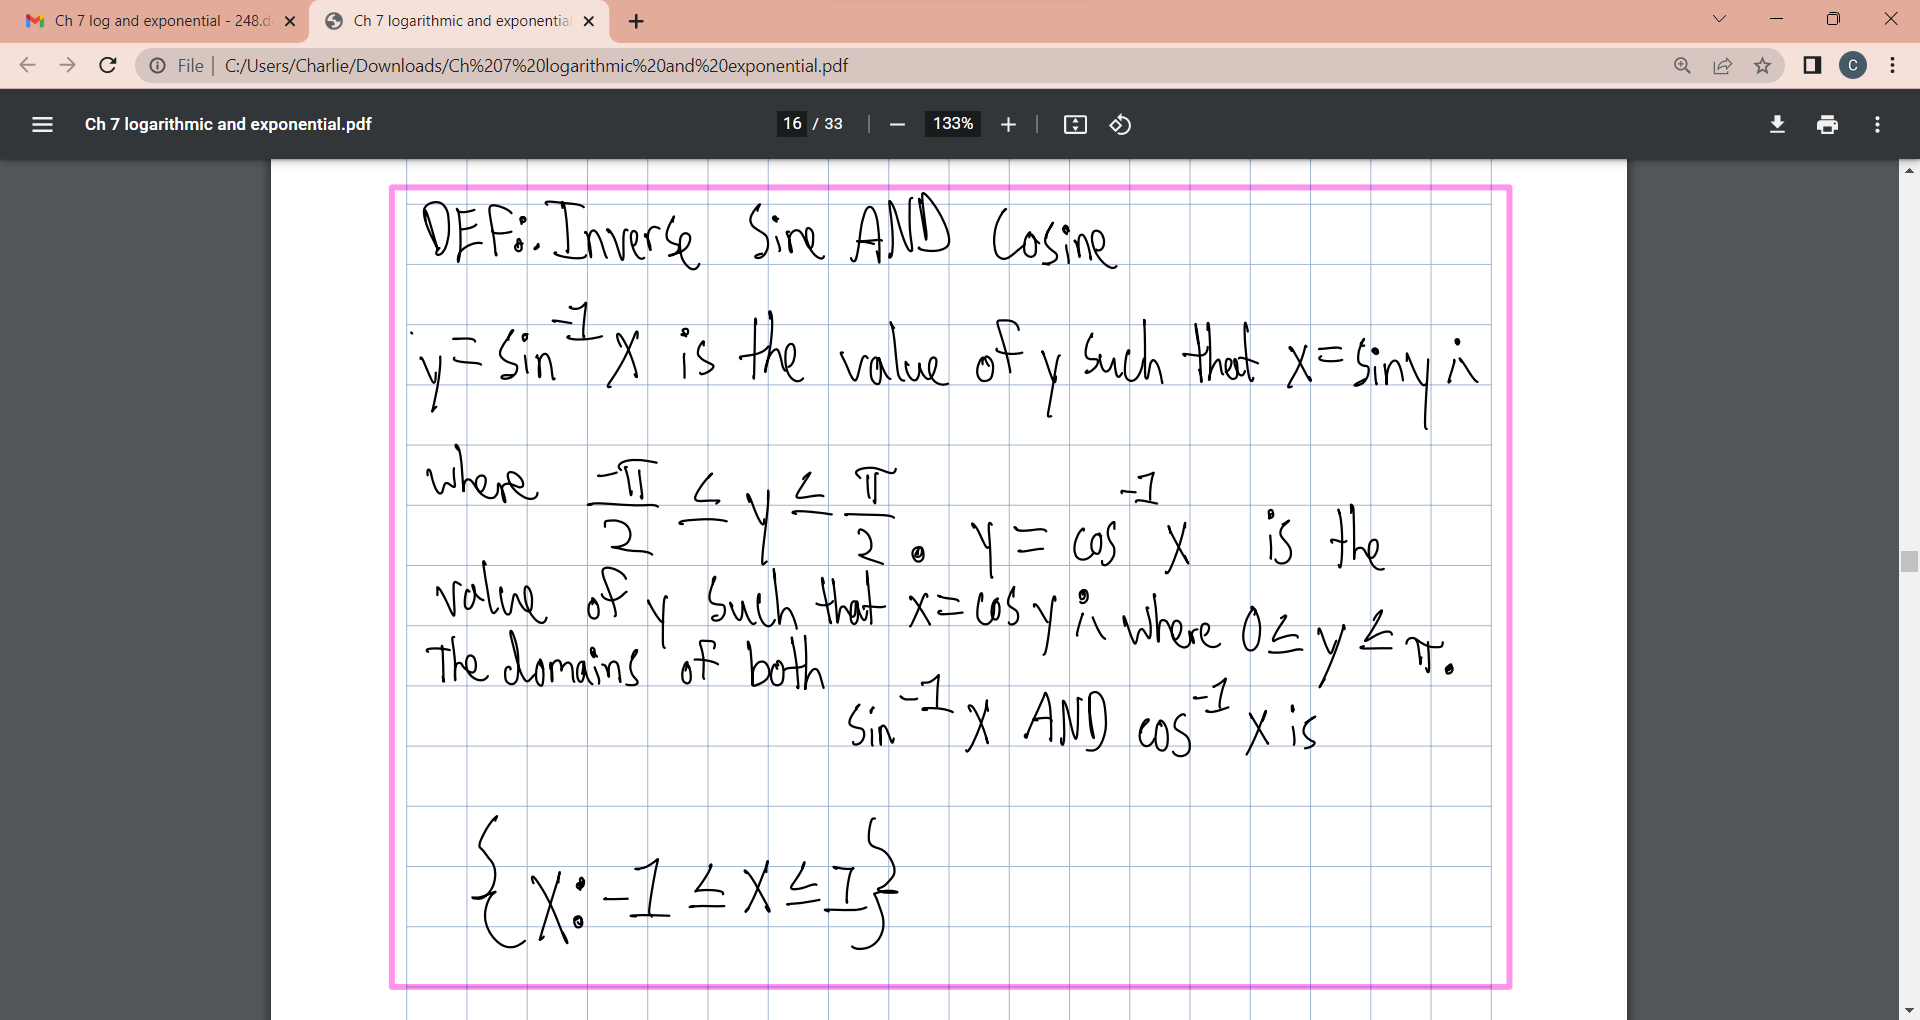 Ch 7 log and exponential - 248.d
Ch 7 logarithmic and exponential
File | C:/Users/Charlie/Downloads/Ch%207%20logarithmic%20and%20exponential.pdf
C
Ch 7 logarithmic and exponential.pdf
16 / 33
133%
DEF: Inverse Sine AND Cosine
y = sin⁻¹ x is the value of y such that x = sin y
where -π/2 ≤ y ≤ π/2. y = cos⁻¹ x is the
value of y such that x = cos y where 0 ≤ y ≤ π.
The domains of both
sin⁻¹ x AND cos⁻¹ x is
{x: -1 ≤ x ≤ 1}